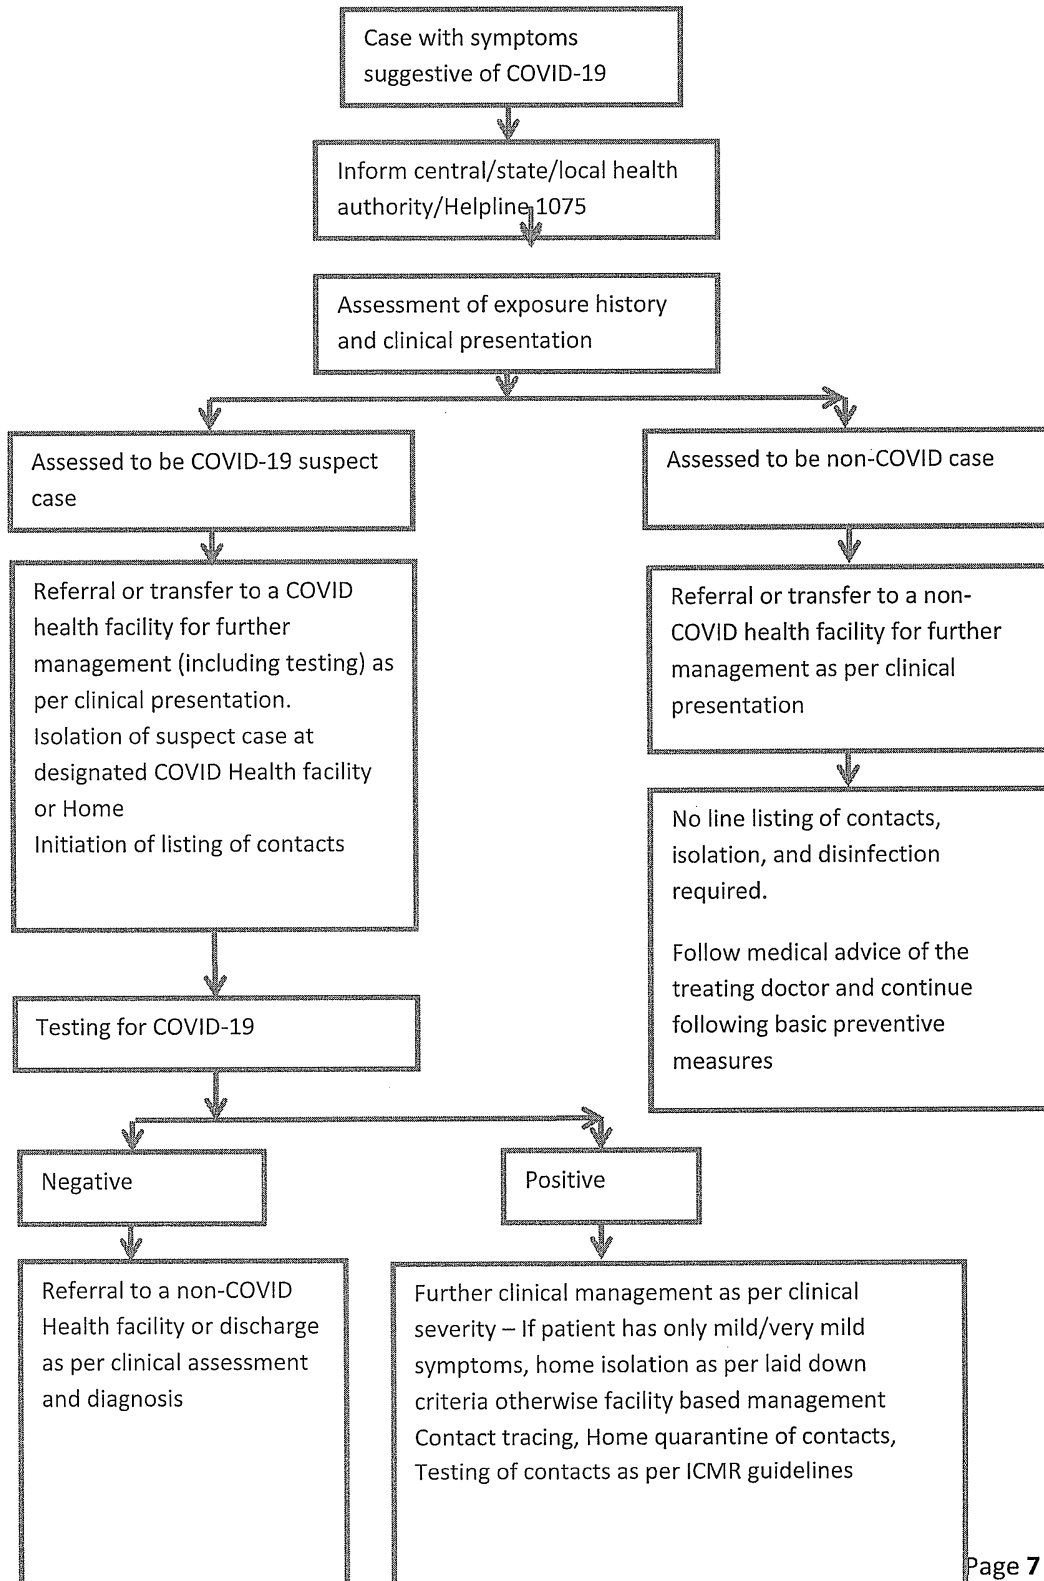 Case with symptoms
suggestive of COVID-19
Inform central/state/local health
authority/Helpline 1075
Assessment of exposure history
and clinical presentation
Assessed to be COVID-19 suspect
case
Assessed to be non-COVID case
Referral or transfer to a COVID
health facility for further
management (including testing) as
per clinical presentation.
Isolation of suspect case at
designated COVID Health facility
or Home
Initiation of listing of contacts
Referral or transfer to a non-
COVID health facility for further
management as per clinical
presentation
No line listing of contacts,
isolation, and disinfection
required.
Follow medical advice of the
treating doctor and continue
following basic preventive
measures
Testing for COVID-19
Negative
Positive
Referral to a non-COVID
Health facility or discharge
as per clinical assessment
and diagnosis
Further clinical management as per clinical
severity – If patient has only mild/very mild
symptoms, home isolation as per laid down
criteria otherwise facility based management
Contact tracing, Home quarantine of contacts,
Testing of contacts as per ICMR guidelines
Page 7